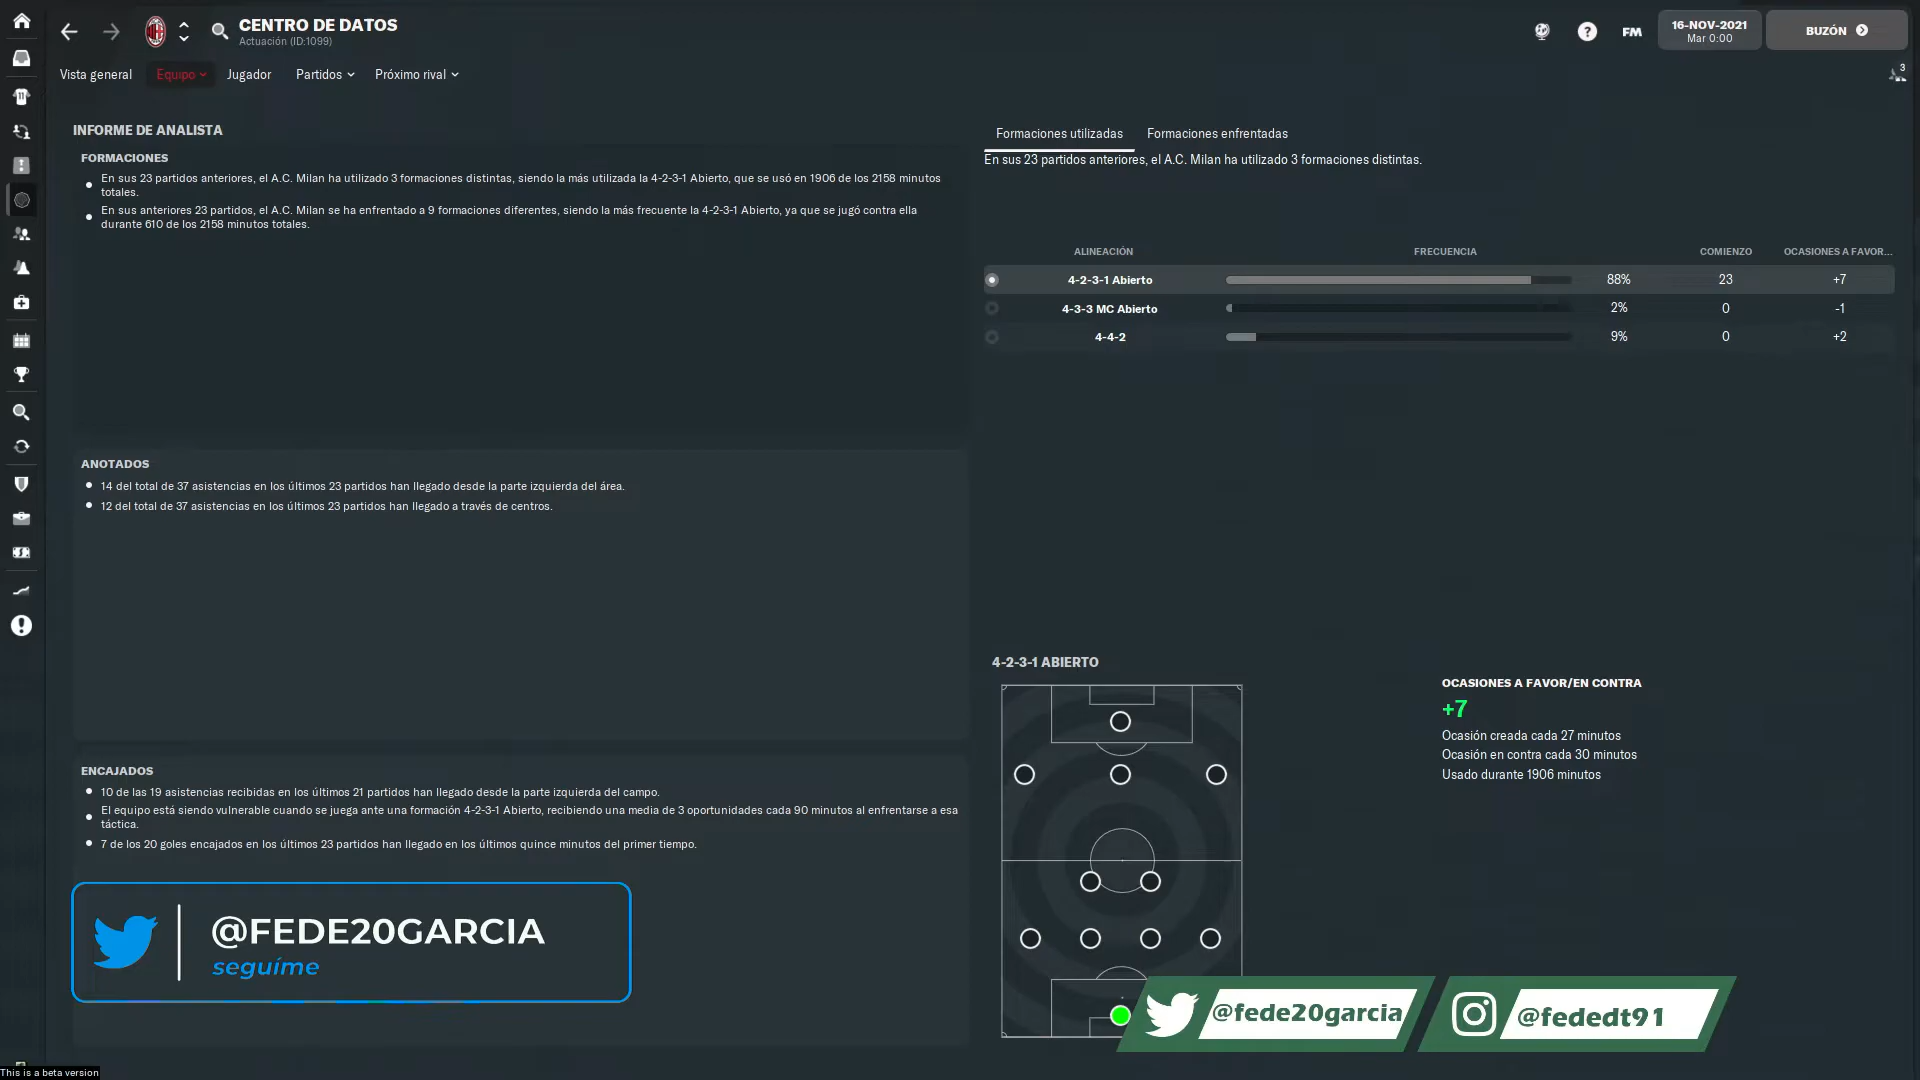 CENTRO DE DATOS
Actuación (ID:1099)
FM
16-NOV-2021
Mar 0:00
BUZÓN
Vista general
Equipo
Jugador
Partidos
Próximo rival
3
INFORME DE ANALISTA
FORMACIONES
En sus 23 partidos anteriores, el A.C. Milan ha utilizado 3 formaciones distintas, siendo la más utilizada la 4-2-3-1 Abierto, que se usó en 1906 de los 2158 minutos
totales.
En sus anteriores 23 partidos, el A.C. Milan se ha enfrentado a 9 formaciones diferentes, siendo la más frecuente la 4-2-3-1 Abierto, ya que se jugó contra ella
durante 610 de los 2158 minutos totales.
ANOTADOS
14 del total de 37 asistencias en los últimos 23 partidos han llegado desde la parte izquierda del área.
12 del total de 37 asistencias en los últimos 23 partidos han llegado a través de centros.
ENCAJADOS
10 de las 19 asistencias recibidas en los últimos 21 partidos han llegado desde la parte izquierda del campo.
El equipo está siendo vulnerable cuando se juega ante una formación 4-2-3-1 Abierto, recibiendo una media de 3 oportunidades cada 90 minutos al enfrentarse a esa
táctica.
7 de los 20 goles encajados en los últimos 23 partidos han llegado en los últimos quince minutos del primer tiempo.
@FEDE20GARCIA
seguíme
This is a beta version
Formaciones utilizadas
Formaciones enfrentadas
En sus 23 partidos anteriores, el A.C. Milan ha utilizado 3 formaciones distintas.
ALINEACIÓN FRECUENCIA COMIENZO OCASIONES A FAVOR...
4-2-3-1 Abierto 88% 23 +7
4-3-3 MC Abierto 2% 0 -1
4-4-2 9% 0 +2
4-2-3-1 ABIERTO
OCASIONES A FAVOR/EN CONTRA
+7
Ocasión creada cada 27 minutos
Ocasión en contra cada 30 minutos
Usado durante 1906 minutos
@fede20garcia
@fededt91